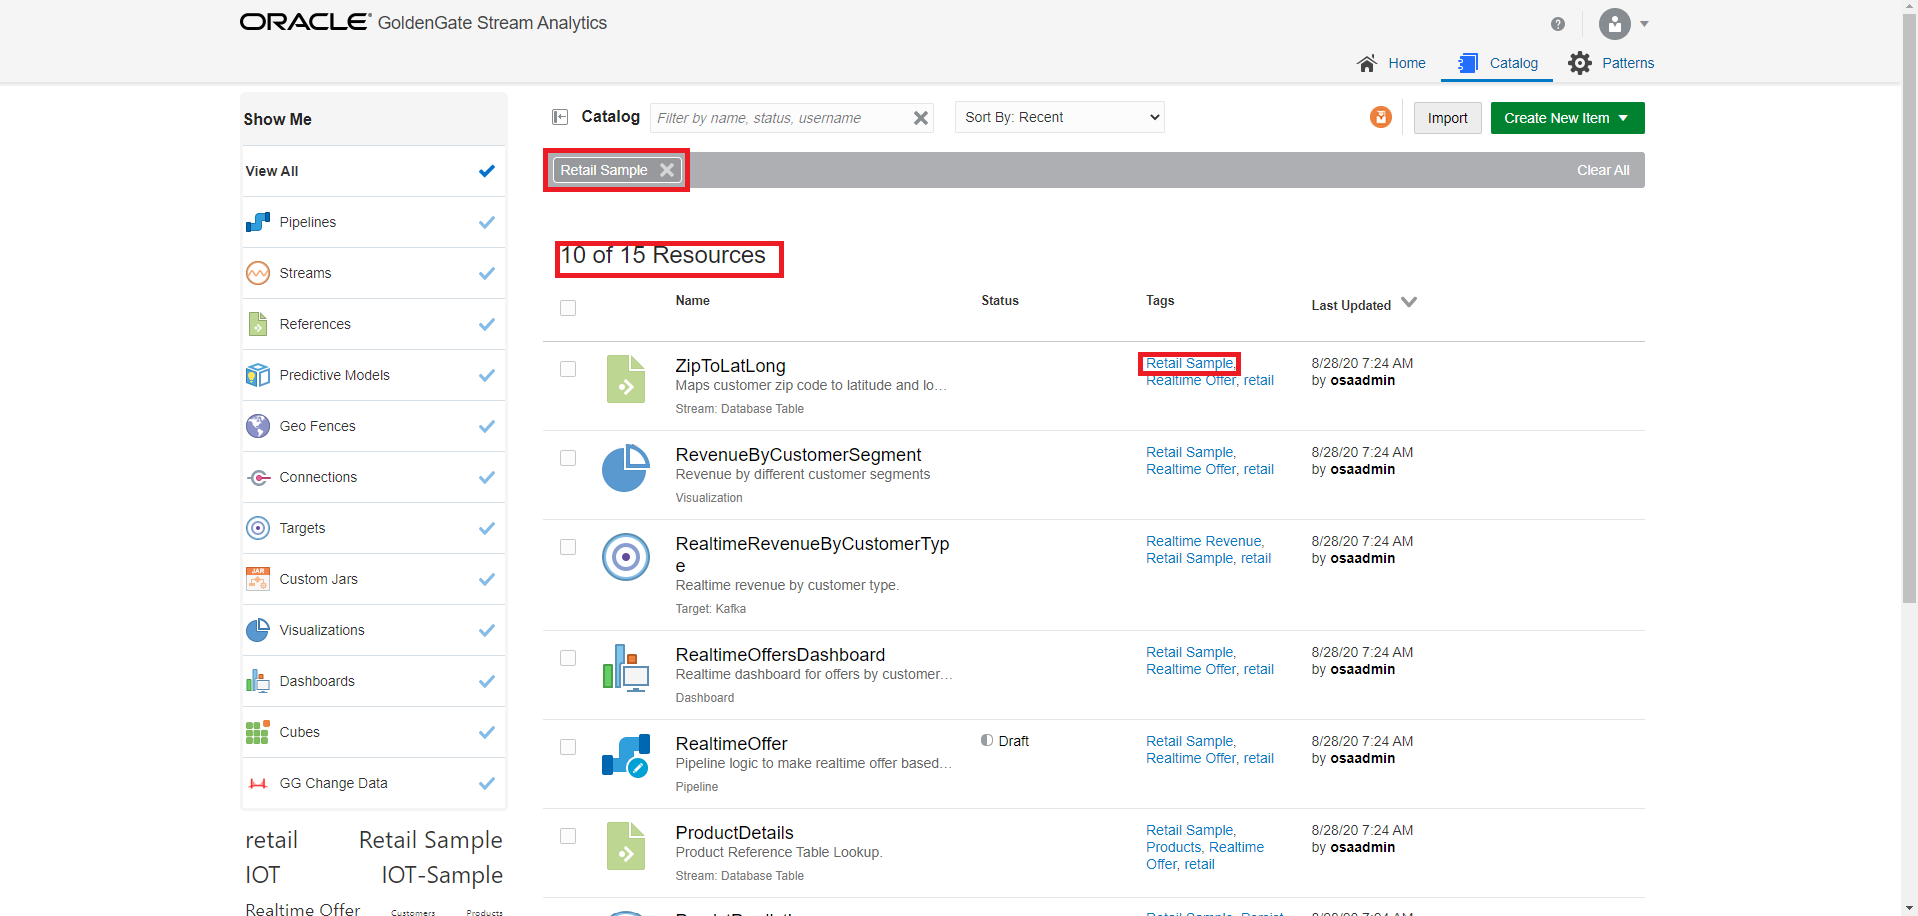 ORACLE GoldenGate Stream Analytics
Home
Catalog
Patterns
Show Me
View All
Pipelines
Streams
References
Predictive Models
Geo Fences
Connections
Targets
JAR
Custom Jars
Visualizations
Dashboards
Cubes
GG Change Data
retail
Retail Sample
IOT
IOT-Sample
Realtime Offer
Customers
Products
Catalog
Filter by name, status, username
Sort By: Recent
Import
Create New Item
Retail Sample
Clear All
10 of 15 Resources
Name
Status
Tags
Last Updated
ZipToLatLong
Maps customer zip code to latitude and lo...
Stream: Database Table
Retail Sample,
Realtime Offer, retail
8/28/20 7:24 AM
by osaadmin
RevenueByCustomerSegment
Revenue by different customer segments
Visualization
Retail Sample,
Realtime Offer, retail
8/28/20 7:24 AM
by osaadmin
RealtimeRevenueByCustomerTyp
e
Realtime revenue by customer type.
Target: Kafka
Realtime Revenue,
Retail Sample, retail
8/28/20 7:24 AM
by osaadmin
RealtimeOffersDashboard
Realtime dashboard for offers by customer...
Dashboard
Retail Sample,
Realtime Offer, retail
8/28/20 7:24 AM
by osaadmin
RealtimeOffer
Pipeline logic to make realtime offer based...
Pipeline
Draft
Retail Sample,
Realtime Offer, retail
8/28/20 7:24 AM
by osaadmin
ProductDetails
Product Reference Table Lookup.
Stream: Database Table
Retail Sample,
Products, Realtime
Offer, retail
8/28/20 7:24 AM
by osaadmin